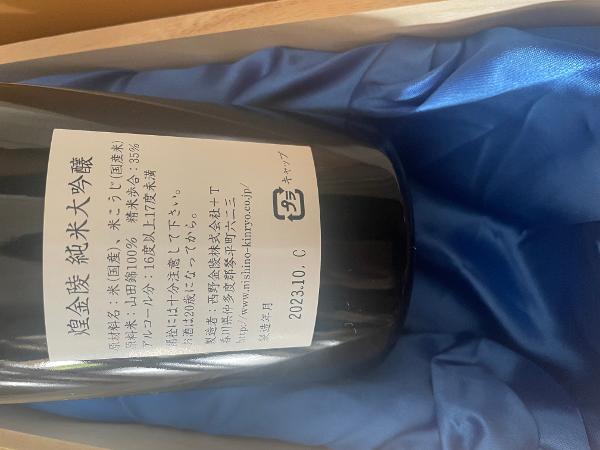 煌金陵 純米大吟醸
原材料名：米(国産)、米こうじ(国産米)
原料米：山田錦100％ 精米歩合：35％
アルコール分：16度以上17度未満
開栓には十分注意して下さい。
お酒は20歳になってから。
製造者：西野金陵株式会社＋T
香川県仲多度郡琴平町六二三
http://www.nishino-kinryo.co.jp/
製造年月
2023.10. C
プラ
キャップ